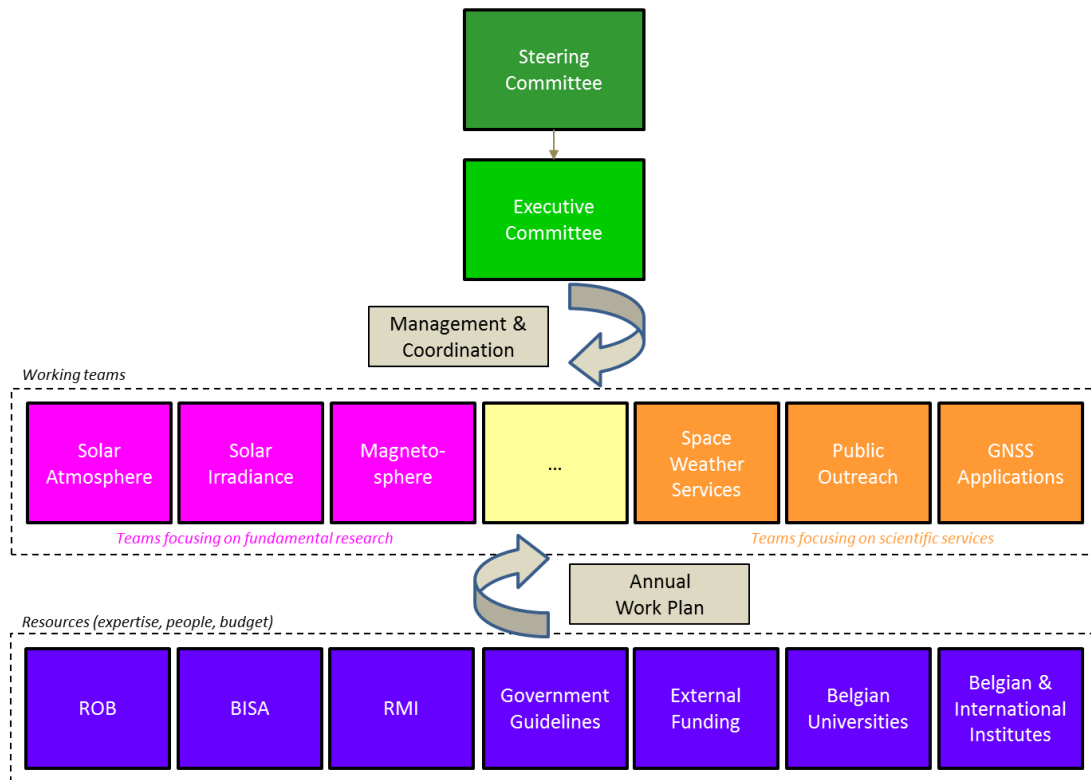 Steering
Committee
Executive
Committee
Management &
Coordination
Working teams
Solar
Atmosphere
Solar
Irradiance
Magneto-
sphere
...
Space
Weather
Services
Public
Outreach
GNSS
Applications
Teams focusing on fundamental research
Teams focusing on scientific services
Annual
Work Plan
Resources (expertise, people, budget)
ROB
BISA
RMI
Government
Guidelines
External
Funding
Belgian
Universities
Belgian &
International
Institutes